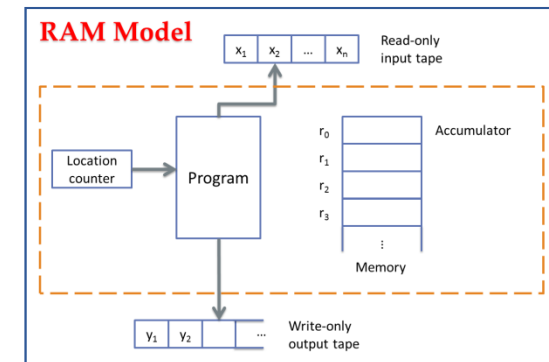 RAM Model
x1 x2 ... xn
Read-only
input tape
Location
counter
Program
r0
Accumulator
r1
r2
r3
⋮
Memory
y1 y2 ...
Write-only
output tape